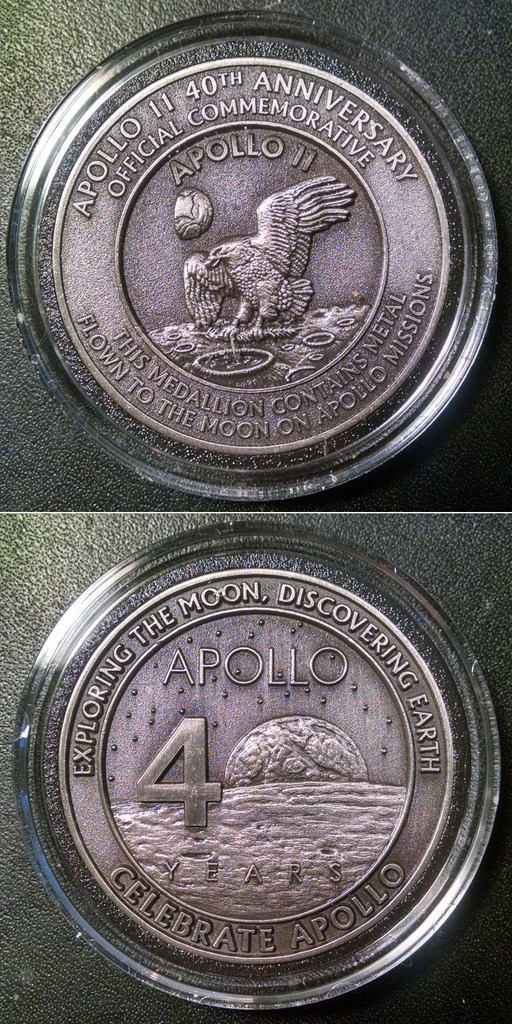 APOLLO 11 40TH ANNIVERSARY
OFFICIAL COMMEMORATIVE
APOLLO 11
THIS MEDALLION CONTAINS METAL
FLOWN TO THE MOON ON APOLLO MISSIONS.
EXPLORING THE MOON, DISCOVERING EARTH
APOLLO
40
YEARS
CELEBRATE APOLLO